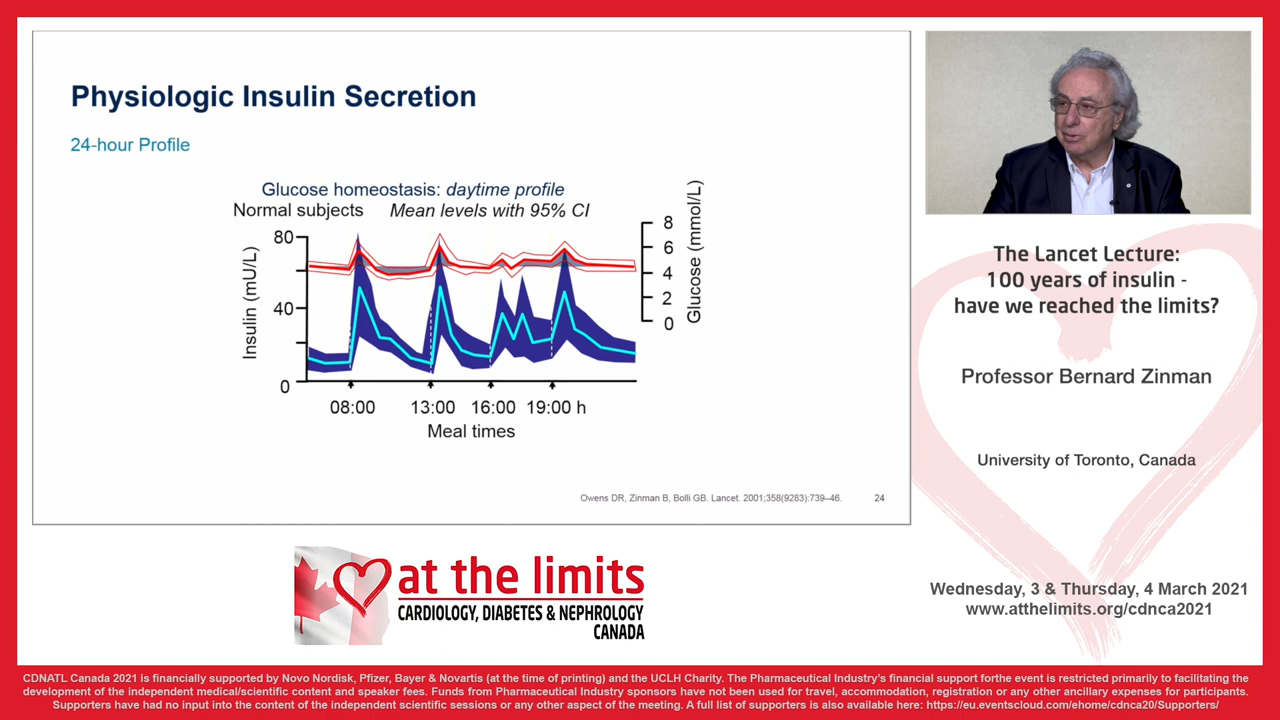 Physiologic Insulin Secretion
24-hour Profile
Glucose homeostasis: daytime profile
Normal subjects Mean levels with 95% CI
Insulin (mU/L)
80
40
0
8
6
4
2
0
Glucose (mmol/L)
08:00 13:00 16:00 19:00 h
Meal times
Owens DR, Zinman B, Bolli GB. Lancet. 2001;358(9283):739–46. 24
The Lancet Lecture:
100 years of insulin -
have we reached the limits?
Professor Bernard Zinman
University of Toronto, Canada
at the limits
CARDIOLOGY, DIABETES & NEPHROLOGY
CANADA
Wednesday, 3 & Thursday, 4 March 2021
www.atthelimits.org/cdnca2021
CDNATL Canada 2021 is financially supported by Novo Nordisk, Pfizer, Bayer & Novartis (at the time of printing) and the UCLH Charity. The Pharmaceutical Industry's financial support forthe event is restricted primarily to facilitating the
development of the independent medical/scientific content and speaker fees. Funds from Pharmaceutical Industry sponsors have not been used for travel, accommodation, registration or any other ancillary expenses for participants.
Supporters have had no input into the content of the independent scientific sessions or any other aspect of the meeting. A full list of supporters is also available here: https://eu.eventscloud.com/ehome/cdnca20/Supporters/